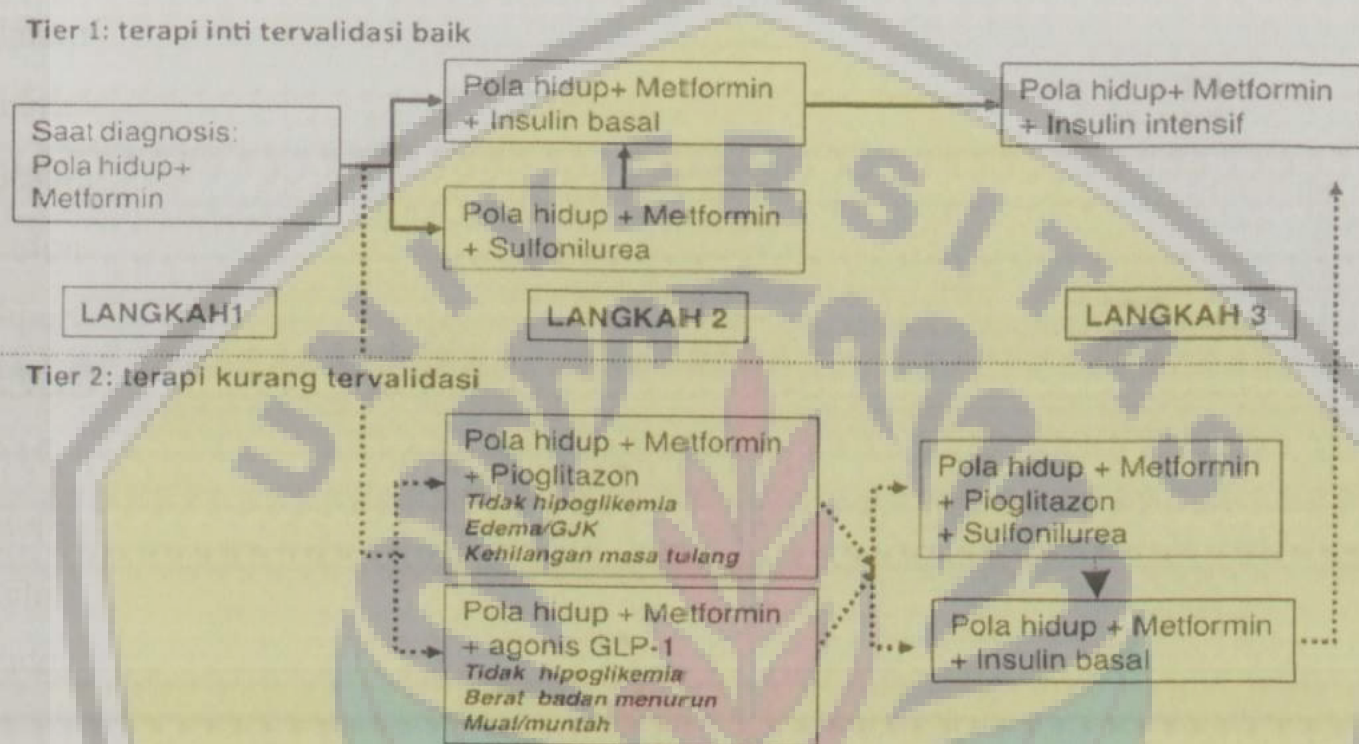 Tier 1: terapi inti tervalidasi baik
Saat diagnosis:
Pola hidup+
Metformin
Pola hidup+ Metformin
+ Insulin basal
Pola hidup + Metformin
+ Sulfonilurea
Pola hidup+ Metformin
+ Insulin intensif
LANGKAH1
LANGKAH 2
LANGKAH 3
Tier 2: terapi kurang tervalidasi
Pola hidup + Metformin
+ Pioglitazon
Tidak hipoglikemia
Edema/GJK
Kehilangan masa tulang
Pola hidup + Metformin
+ agonis GLP-1
Tidak hipoglikemia
Berat badan menurun
Mual/muntah
Pola hidup + Metformin
+ Pioglitazon
+ Sulfonilurea
Pola hidup + Metformin
+ Insulin basal
UNIVERSITAS